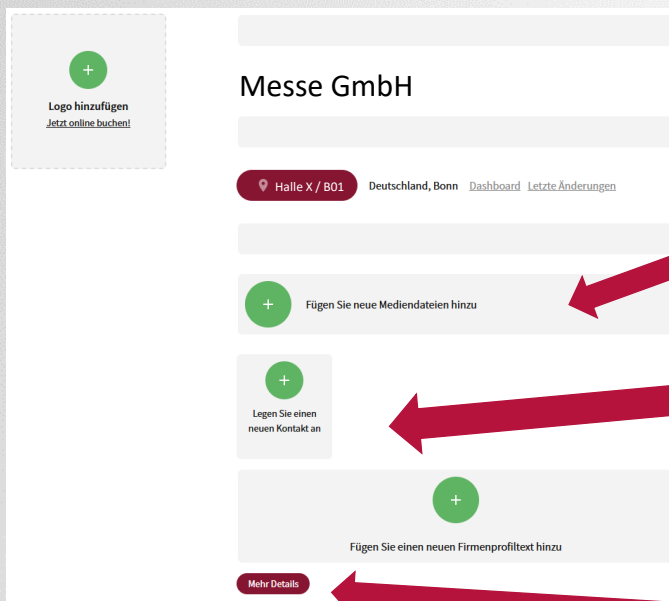 Logo hinzufügen
Jetzt online buchen!
Messe GmbH
Halle X / B01 Deutschland, Bonn Dashboard Letzte Änderungen
Fügen Sie neue Mediendateien hinzu
Legen Sie einen
neuen Kontakt an
Fügen Sie einen neuen Firmenprofiltext hinzu
Mehr Details